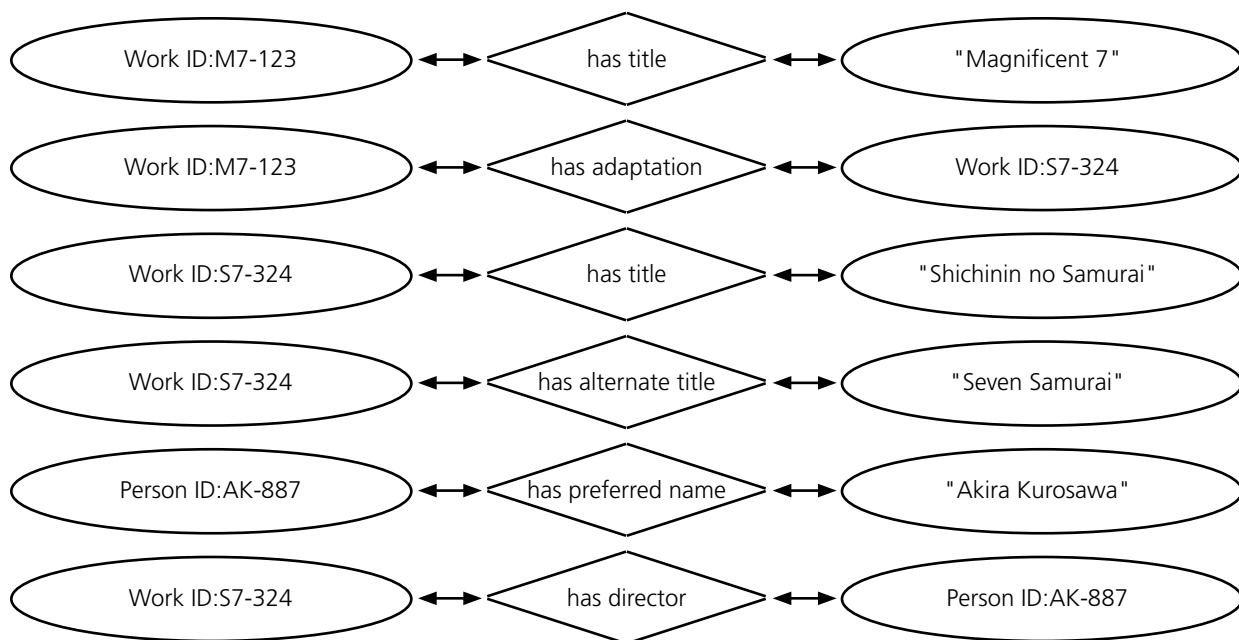 Work ID:M7-123 has title "Magnificent 7"
Work ID:M7-123 has adaptation Work ID:S7-324
Work ID:S7-324 has title "Shichinin no Samurai"
Work ID:S7-324 has alternate title "Seven Samurai"
Person ID:AK-887 has preferred name "Akira Kurosawa"
Work ID:S7-324 has director Person ID:AK-887